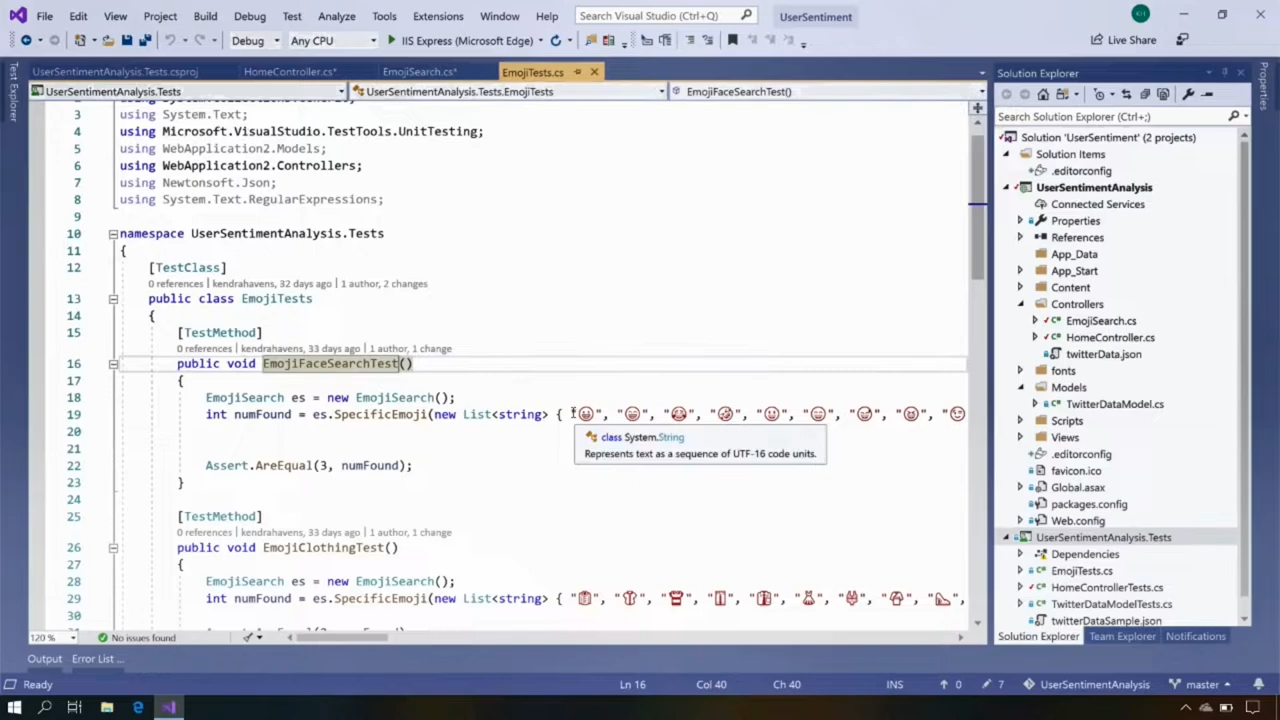 File Edit View Project Build Debug Test Analyze Tools Extensions Window Help Search Visual Studio (Ctrl+Q) UserSentiment
Debug Any CPU IIS Express (Microsoft Edge) Live Share
Test Explorer
UserSentimentAnalysis.Tests.csproj HomeController.cs* EmojiSearch.cs* EmojiTests.cs
UserSentimentAnalysis.Tests UserSentimentAnalysis.Tests.EmojiTests EmojiFaceSearchTest()
3 using System.Text;
4 using Microsoft.VisualStudio.TestTools.UnitTesting;
5 using WebApplication2.Models;
6 using WebApplication2.Controllers;
7 using Newtonsoft.Json;
8 using System.Text.RegularExpressions;
9
10 namespace UserSentimentAnalysis.Tests
11 {
12 [TestClass]
0 references | kendrahavens, 32 days ago | 1 author, 2 changes
13 public class EmojiTests
14 {
15 [TestMethod]
0 references | kendrahavens, 33 days ago | 1 author, 1 change
16 public void EmojiFaceSearchTest()
17 {
18 EmojiSearch es = new EmojiSearch();
19 int numFound = es.SpecificEmoji(new List<string> {
20
class System.String
21
Represents text as a sequence of UTF-16 code units.
22 Assert.AreEqual(3, numFound);
23 }
24
25 [TestMethod]
0 references | kendrahavens, 33 days ago | 1 author, 1 change
26 public void EmojiClothingTest()
27 {
28 EmojiSearch es = new EmojiSearch();
29 int numFound = es.SpecificEmoji(new List<string> {
30
120 % No issues found
Output Error List ...
Solution Explorer
Search Solution Explorer (Ctrl+;)
Solution 'UserSentiment' (2 projects)
Solution Items
.editorconfig
UserSentimentAnalysis
Connected Services
Properties
References
App_Data
App_Start
Content
Controllers
EmojiSearch.cs
HomeController.cs
twitterData.json
fonts
Models
TwitterDataModel.cs
Scripts
Views
.editorconfig
favicon.ico
Global.asax
packages.config
Web.config
UserSentimentAnalysis.Tests
Dependencies
EmojiTests.cs
HomeControllerTests.cs
TwitterDataModelTests.cs
twitterDataSample.json
Solution Explorer Team Explorer Notifications
Properties
Ready Ln 16 Col 40 Ch 40 INS 0 7 UserSentimentAnalysis master